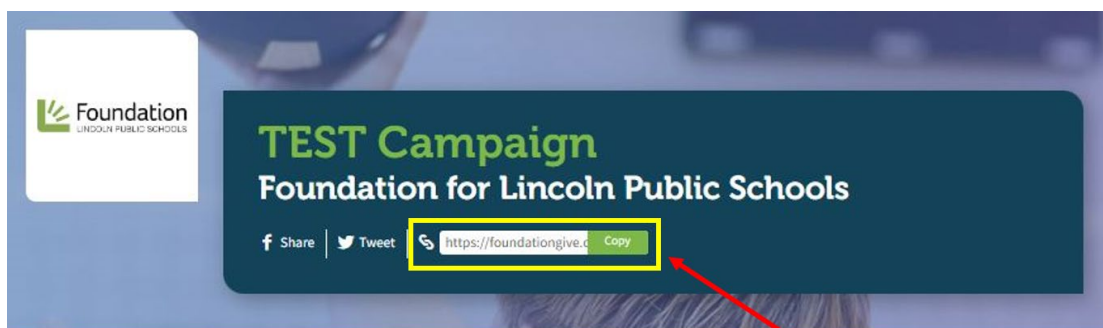 Foundation
LINCOLN PUBLIC SCHOOLS
TEST Campaign
Foundation for Lincoln Public Schools
Share Tweet https://foundationgive.c Copy